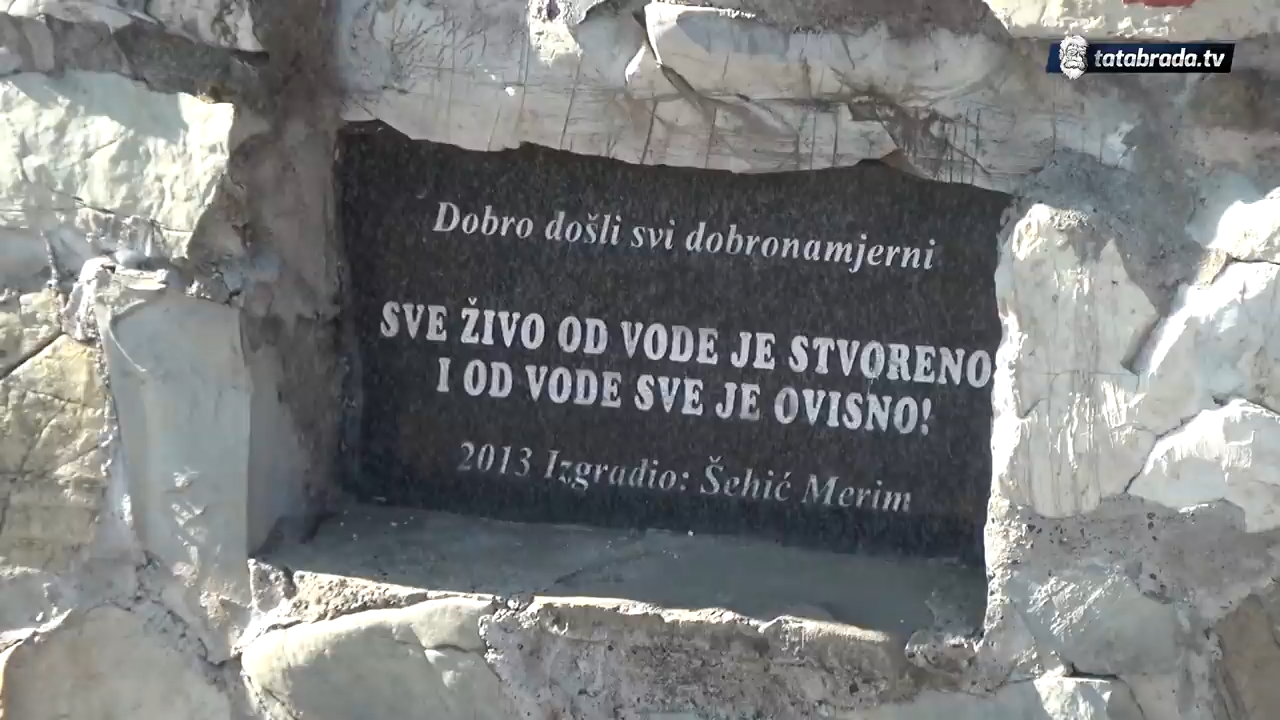 tatabrada.tv
Dobro došli svi dobronamjerni
SVE ŽIVO OD VODE JE STVORENO
I OD VODE SVE JE OVISNO!
2013 Izgradio: Šehić Merim